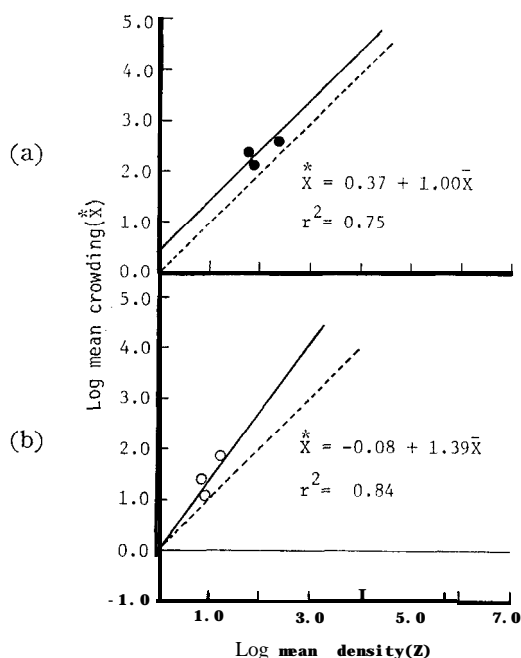 5.0
4.0
3.0
(a)
2.0
*
X = 0.37 + 1.00X̄
1.0
r² = 0.75
0.0
Log mean crowding(X̊)
5.0
4.0
3.0
(b)
2.0
*
X = -0.08 + 1.39X̄
1.0
r² = 0.84
0.0
-1.0
1.0 3.0 5.0 7.0
Log mean density(Z)